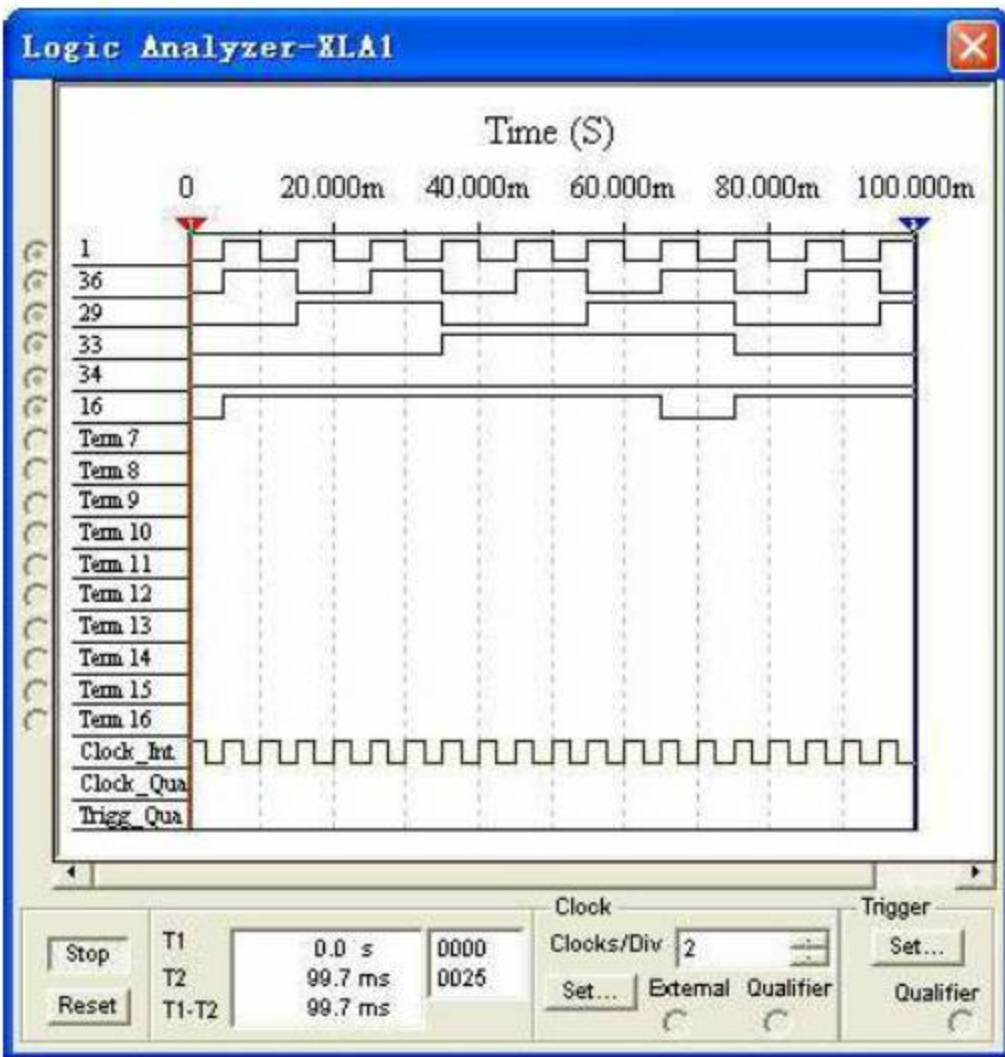 Logic Analyzer-XLA1
Time (S)
0 20.000m 40.000m 60.000m 80.000m 100.000m
1
36
29
33
34
16
Term 7
Term 8
Term 9
Term 10
Term 11
Term 12
Term 13
Term 14
Term 15
Term 16
Clock_Int.
Clock_Qua
Trigg_Qua
Stop
Reset
T1 0.0 s 0000
T2 99.7 ms 0025
T1-T2 99.7 ms
Clock
Clocks/Div 2
Set... External Qualifier
Trigger
Set...
Qualifier